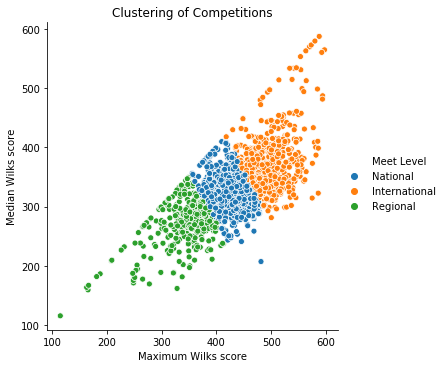 Clustering of Competitions
Median Wilks score
600
500
400
300
200
100
100
200
300
400
500
600
Maximum Wilks score
Meet Level
National
International
Regional